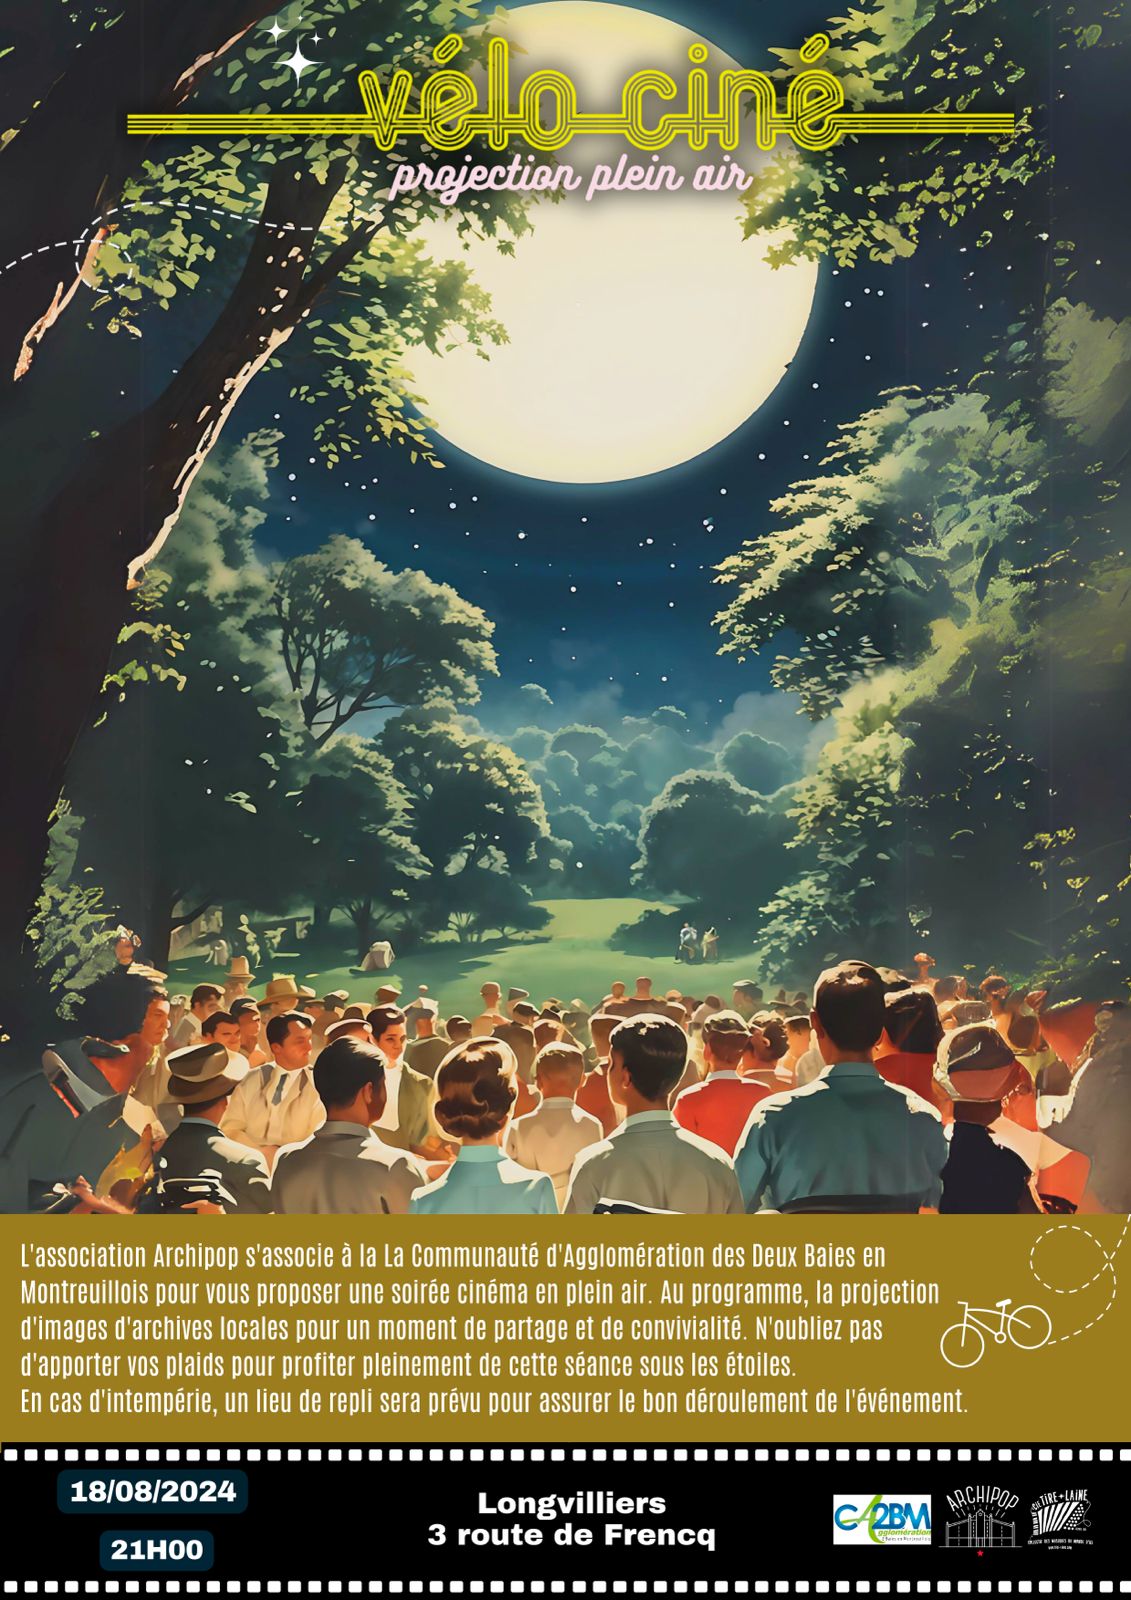 vélo ciné
projection plein air
L'association Archipop s'associe à la La Communauté d'Agglomération des Deux Baies en
Montreuillois pour vous proposer une soirée cinéma en plein air. Au programme, la projection
d'images d'archives locales pour un moment de partage et de convivialité. N'oubliez pas
d'apporter vos plaids pour profiter pleinement de cette séance sous les étoiles.
En cas d'intempérie, un lieu de repli sera prévu pour assurer le bon déroulement de l'événement.
18/08/2024
21H00
Longvilliers
3 route de Frencq
CA2BM
agglomération
ARCHIPOP
CIE TIRE-LAINE